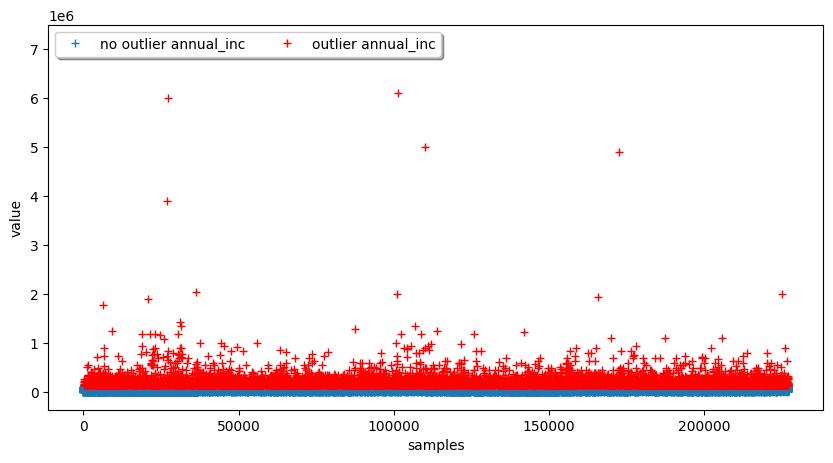 1e6
no outlier annual_inc outlier annual_inc
7
6
5
4
3
2
1
0
value
0 50000 100000 150000 200000
samples